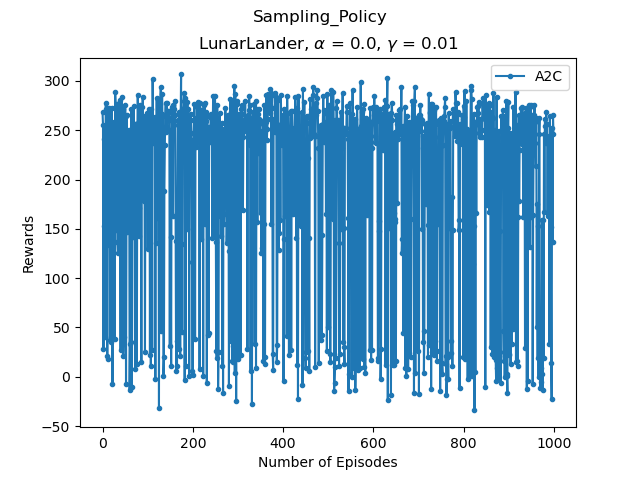 Sampling_Policy
LunarLander, α = 0.0, γ = 0.01
A2C
Rewards
300
250
200
150
100
50
0
−50
0 200 400 600 800 1000
Number of Episodes